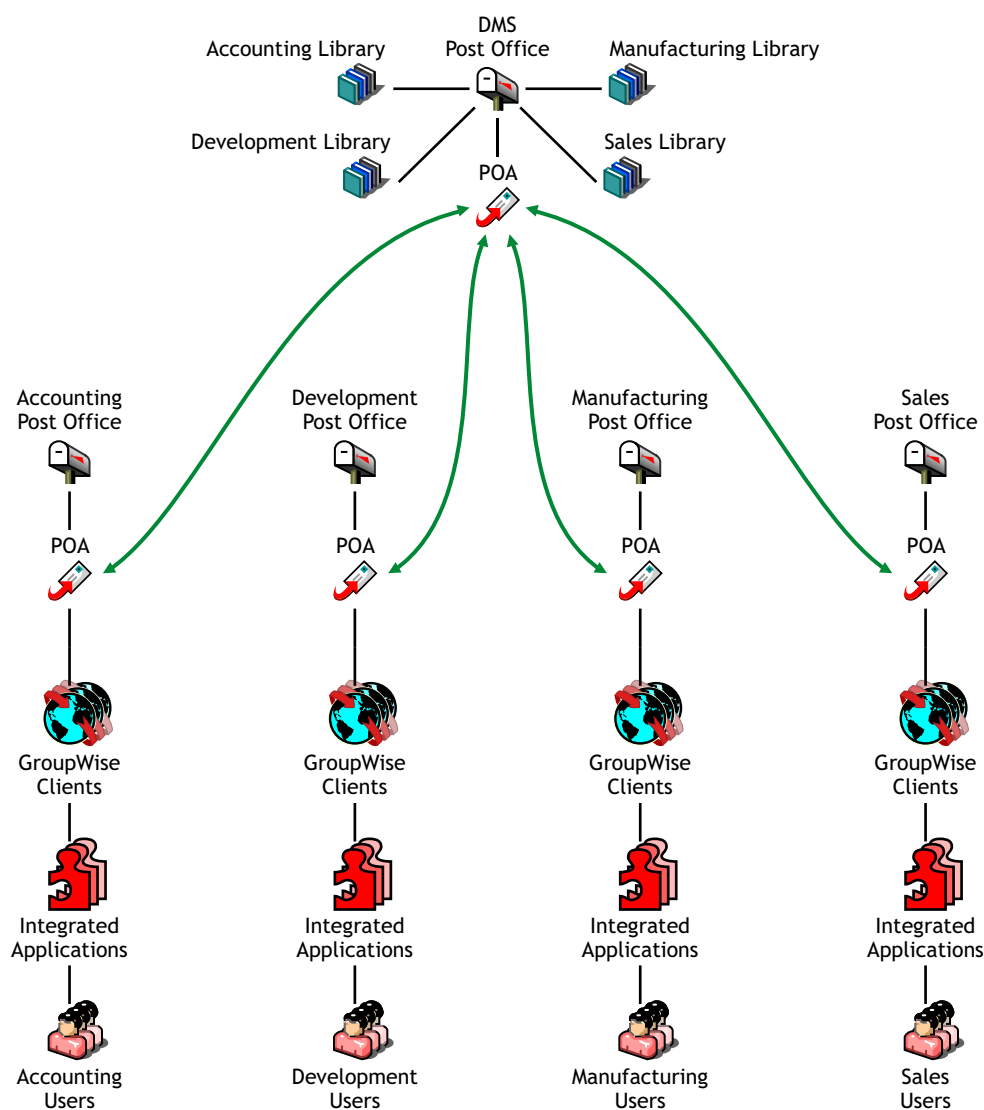 DMS
Post Office
Accounting Library
Manufacturing Library
Development Library
Sales Library
POA
Accounting
Post Office
Development
Post Office
Manufacturing
Post Office
Sales
Post Office
POA
POA
POA
POA
GroupWise
Clients
GroupWise
Clients
GroupWise
Clients
GroupWise
Clients
Integrated
Applications
Integrated
Applications
Integrated
Applications
Integrated
Applications
Accounting
Users
Development
Users
Manufacturing
Users
Sales
Users